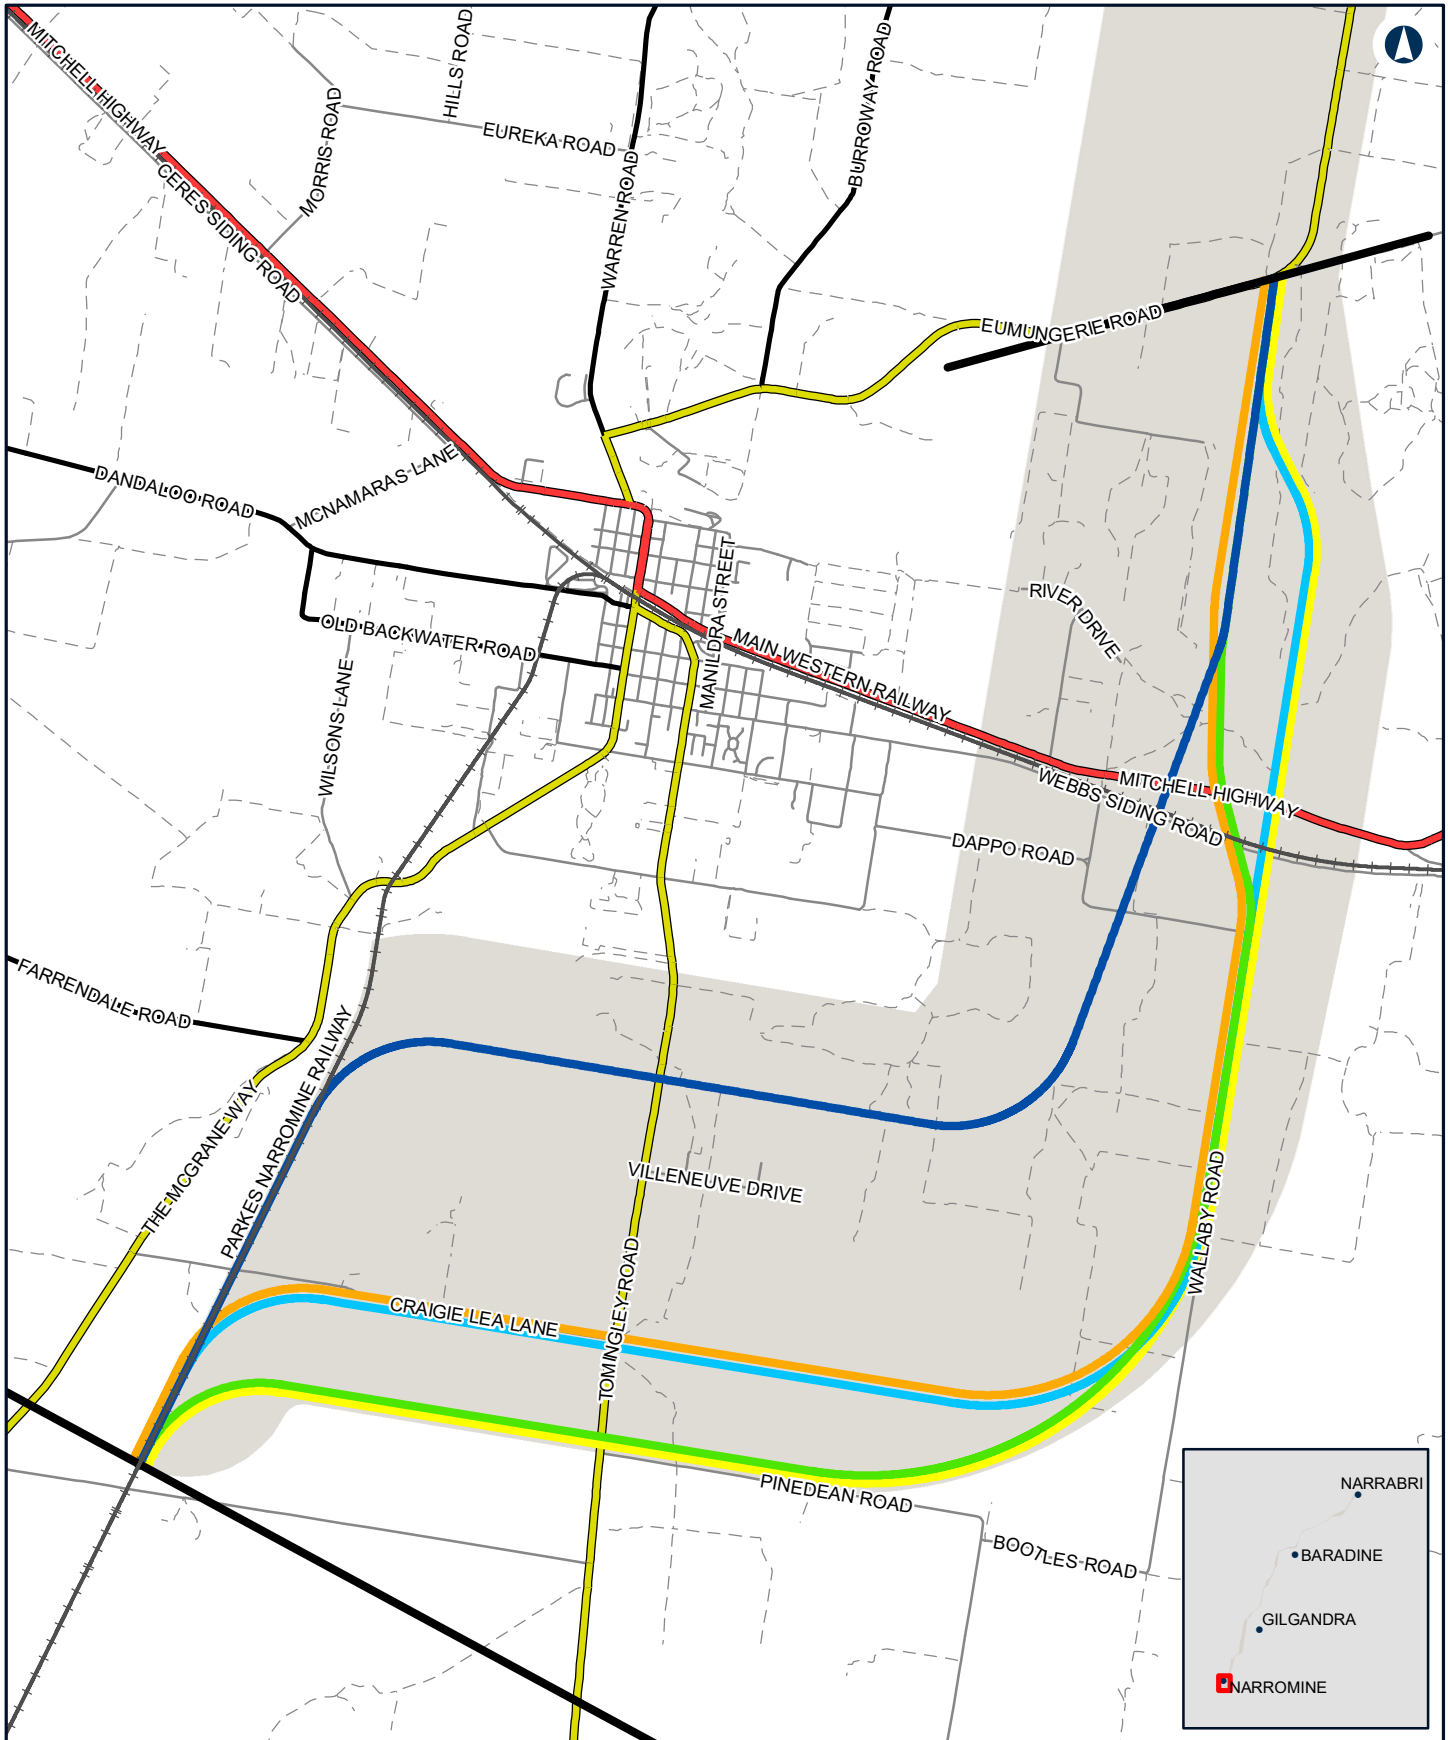 MITCHELL HIGHWAY
HILLS ROAD
BURROWAY ROAD
MORRIS ROAD
EUREKA ROAD
WARREN ROAD
CERES SIDING ROAD
EUMUNGERIE ROAD
MCNAMARAS LANE
DANDALOO ROAD
MANILDRA STREET
RIVER DRIVE
OLD BACKWATER ROAD
MAIN WESTERN RAILWAY
WILSONS LANE
MITCHELL HIGHWAY
WEBBS SIDING ROAD
DAPPO ROAD
FARRENDALE ROAD
PARKES NARROMINE RAILWAY
THE MCGRANE WAY
VILLENEUVE DRIVE
WALLABY ROAD
TOMINGLEY ROAD
CRAIGIE LEA LANE
PINEDEAN ROAD
BOOTLES ROAD
NARRABRI
BARADINE
GILGANDRA
NARROMINE